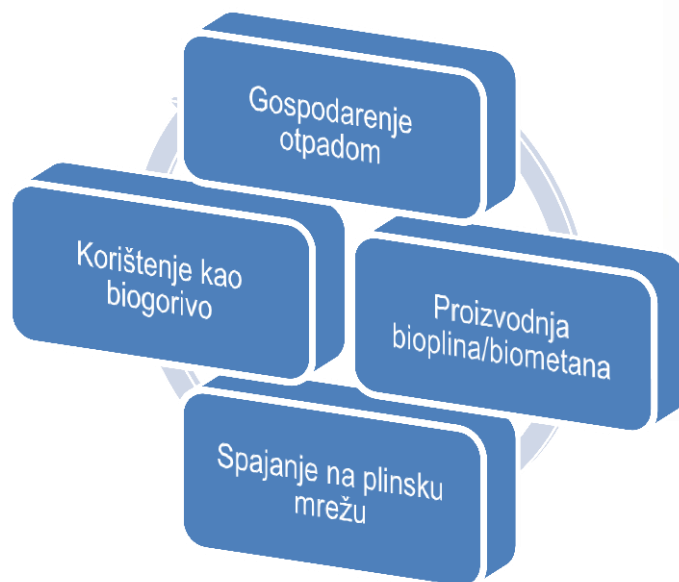 Gospodarenje
otpadom
Korištenje kao
biogorivo
Proizvodnja
bioplina/biometana
Spajanje na plinsku
mrežu